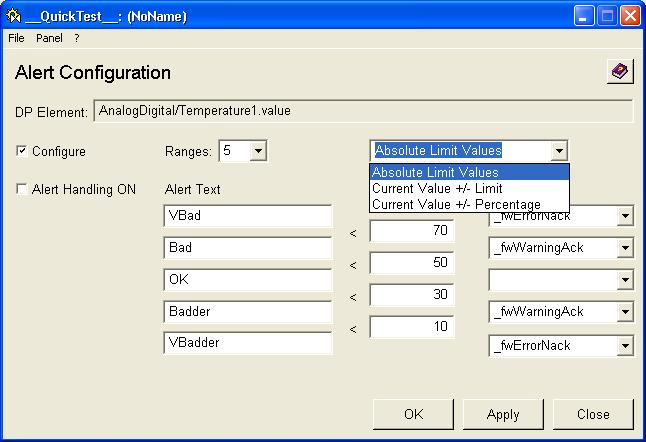 __QuickTest__: (NoName)
File Panel ?
Alert Configuration
DP Element: AnalogDigital/Temperature1.value
Configure Ranges: 5 Absolute Limit Values
Absolute Limit Values
Current Value +/- Limit
Current Value +/- Percentage
Alert Handling ON Alert Text
VBad _fwErrorNack
< 70
Bad _fwWarningAck
< 50
OK
< 30
Badder _fwWarningAck
< 10
VBadder _fwErrorNack
OK Apply Close